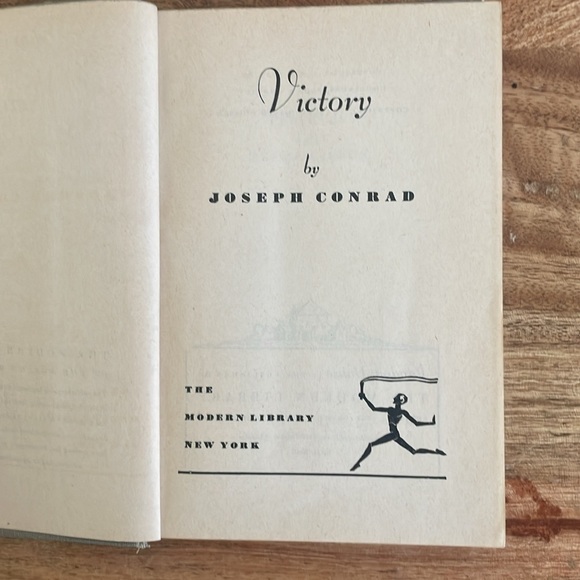 Victory
by
JOSEPH CONRAD
THE
MODERN LIBRARY
NEW YORK